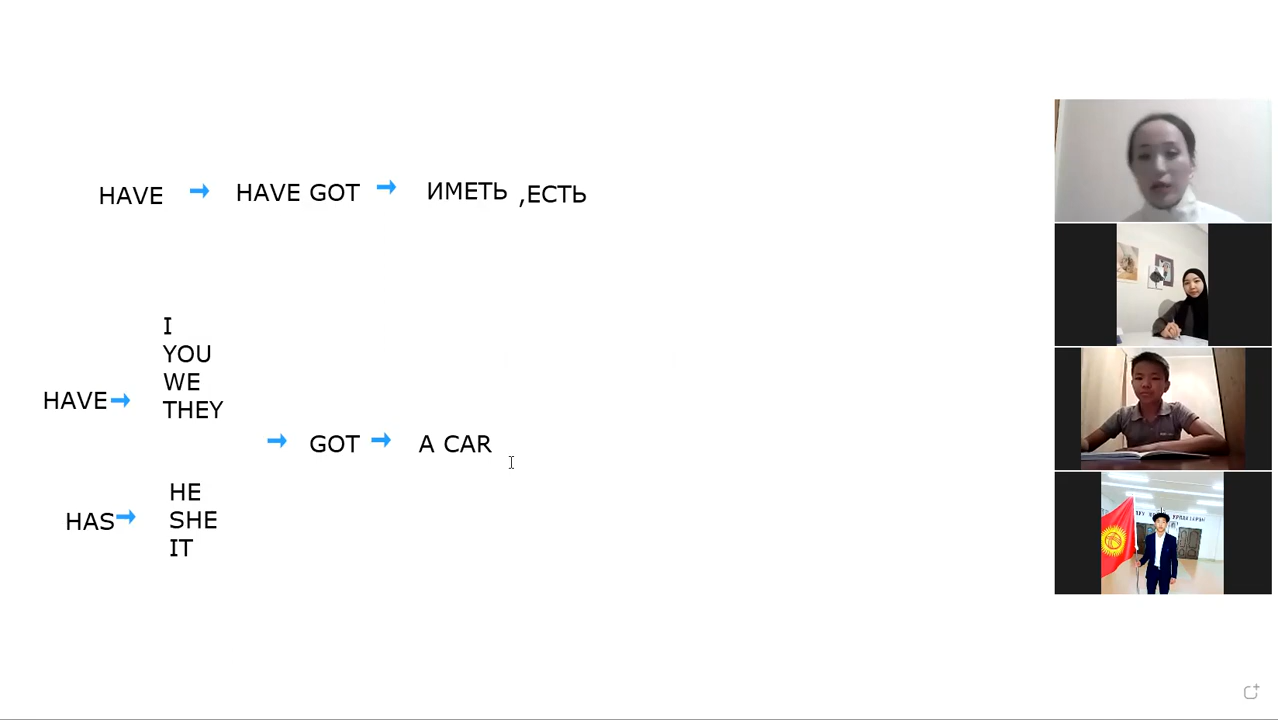 HAVE → HAVE GOT → ИМЕТЬ ,ЕСТЬ
I
YOU
WE
HAVE → THEY
→ GOT → A CAR
HE
HAS → SHE
IT